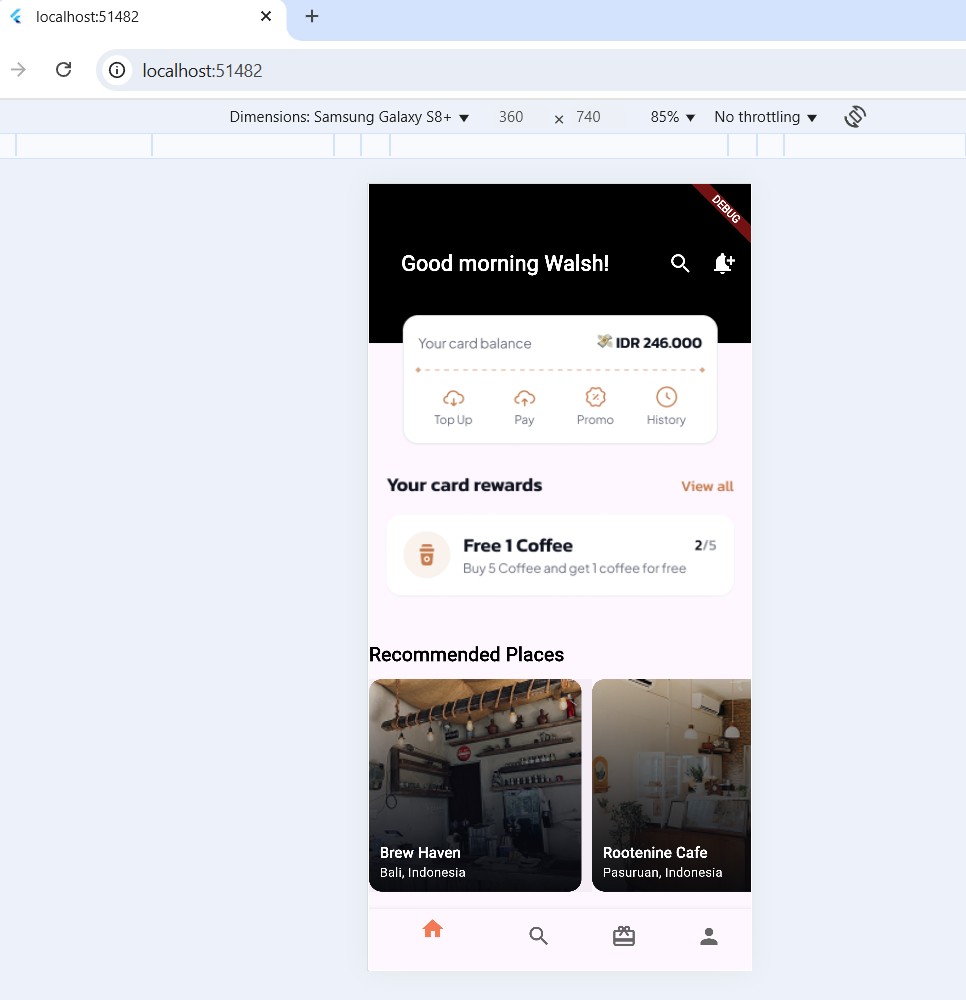 localhost:51482
localhost:51482
Dimensions: Samsung Galaxy S8+ 360 × 740 85% No throttling
DEBUG
Good morning Walsh!
Your card balance IDR 246.000
Top Up Pay Promo History
Your card rewards View all
Free 1 Coffee 2/5
Buy 5 Coffee and get 1 coffee for free
Recommended Places
Brew Haven Rootenine Cafe
Bali, Indonesia Pasuruan, Indonesia